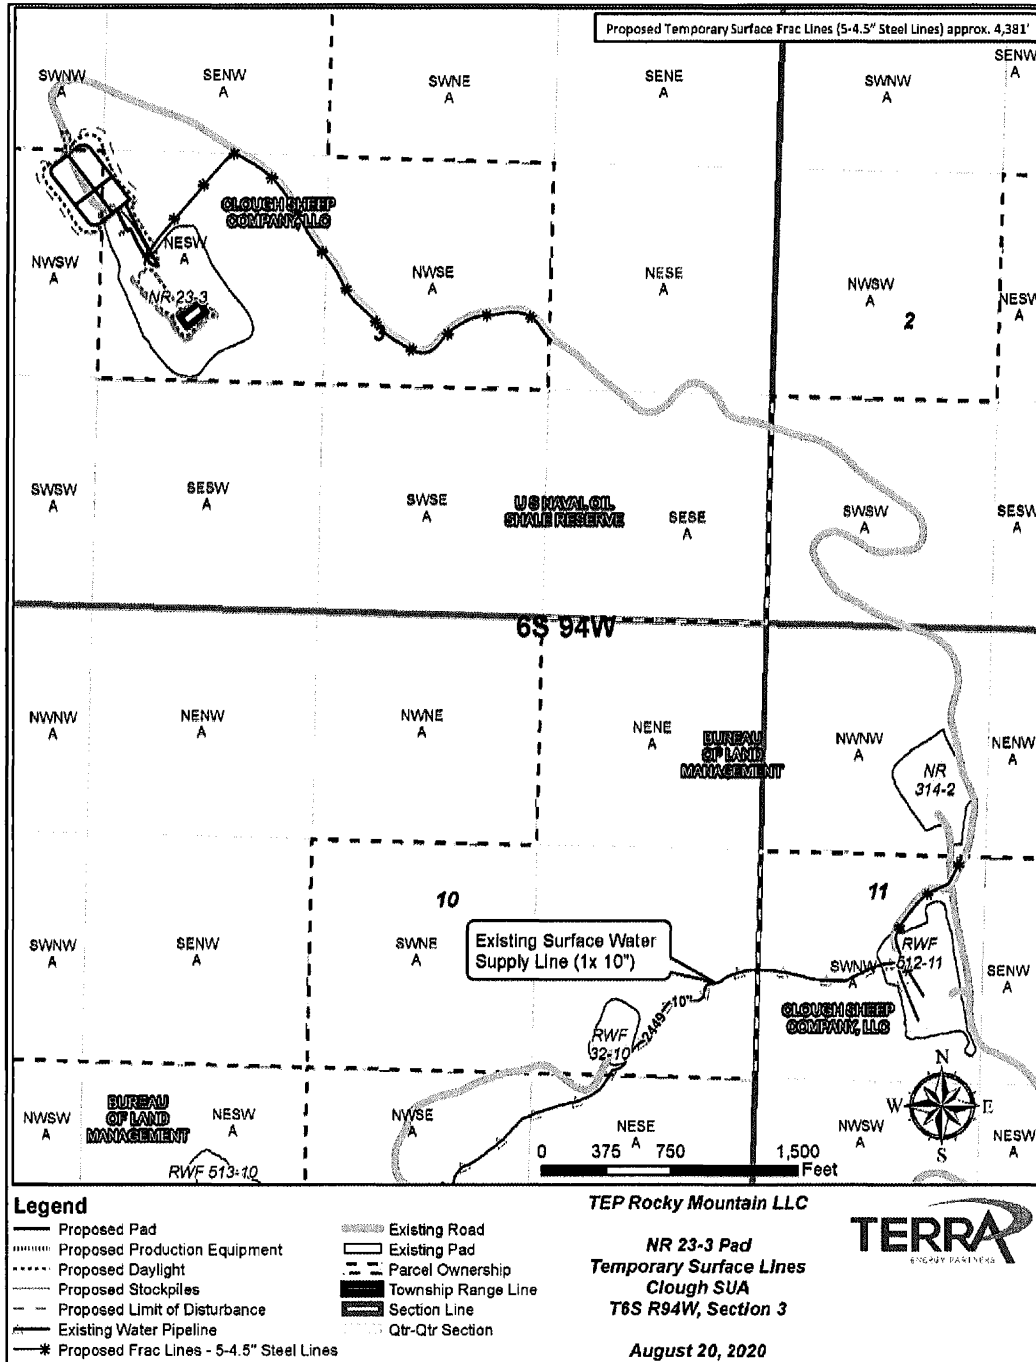 Proposed Temporary Surface Frac Lines (5-4.5" Steel Lines) approx. 4,381'
SWNW
A
SENW
A
SWNE
A
SENE
A
SWNW
A
SENW
A
CLOUGH SHEEP
COMPANY, LLC
NWSW
A
NESW
A
NR 23-3
NWSE
A
3
NESE
A
NWSW
A
2
NESW
A
SWSW
A
SESW
A
SWSE
A
U S NAVAL OIL
SHALE RESERVE
SESE
A
SWSW
A
SESW
A
6S 94W
NWNW
A
NENW
A
NWNE
A
NENE
A
BUREAU
OF LAND
MANAGEMENT
NWNW
A
NENW
A
NR
314-2
10
11
SWNW
A
SENW
A
SWNE
A
Existing Surface Water
Supply Line (1x 10")
SWNW
A
RWF
512-11
SENW
A
CLOUGH SHEEP
COMPANY, LLC
2449
10"
RWF
32-10
BUREAU
OF LAND
MANAGEMENT
NWSW
A
NESW
A
RWF 513-10
NWSE
A
NESE
A
NWSW
A
NESW
A
N
W
E
S
0 375 750 1,500
Feet
Legend
Proposed Pad
Proposed Production Equipment
Proposed Daylight
Proposed Stockpiles
Proposed Limit of Disturbance
Existing Water Pipeline
Proposed Frac Lines - 5-4.5" Steel Lines
Existing Road
Existing Pad
Parcel Ownership
Township Range Line
Section Line
Qtr-Qtr Section
TEP Rocky Mountain LLC
NR 23-3 Pad
Temporary Surface Lines
Clough SUA
T6S R94W, Section 3
August 20, 2020
TERRA
ENERGY PARTNERS